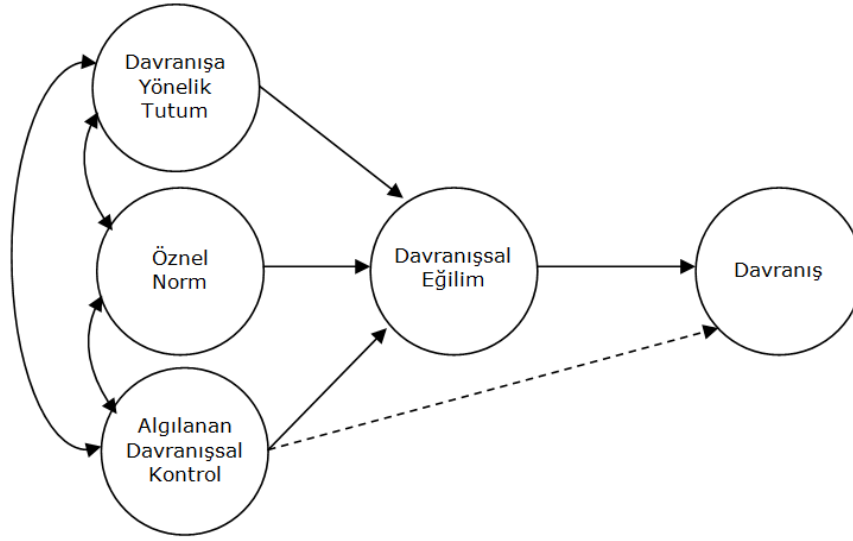 Davranışa
Yönelik
Tutum
Öznel
Norm
Algılanan
Davranışsal
Kontrol
Davranışsal
Eğilim
Davranış